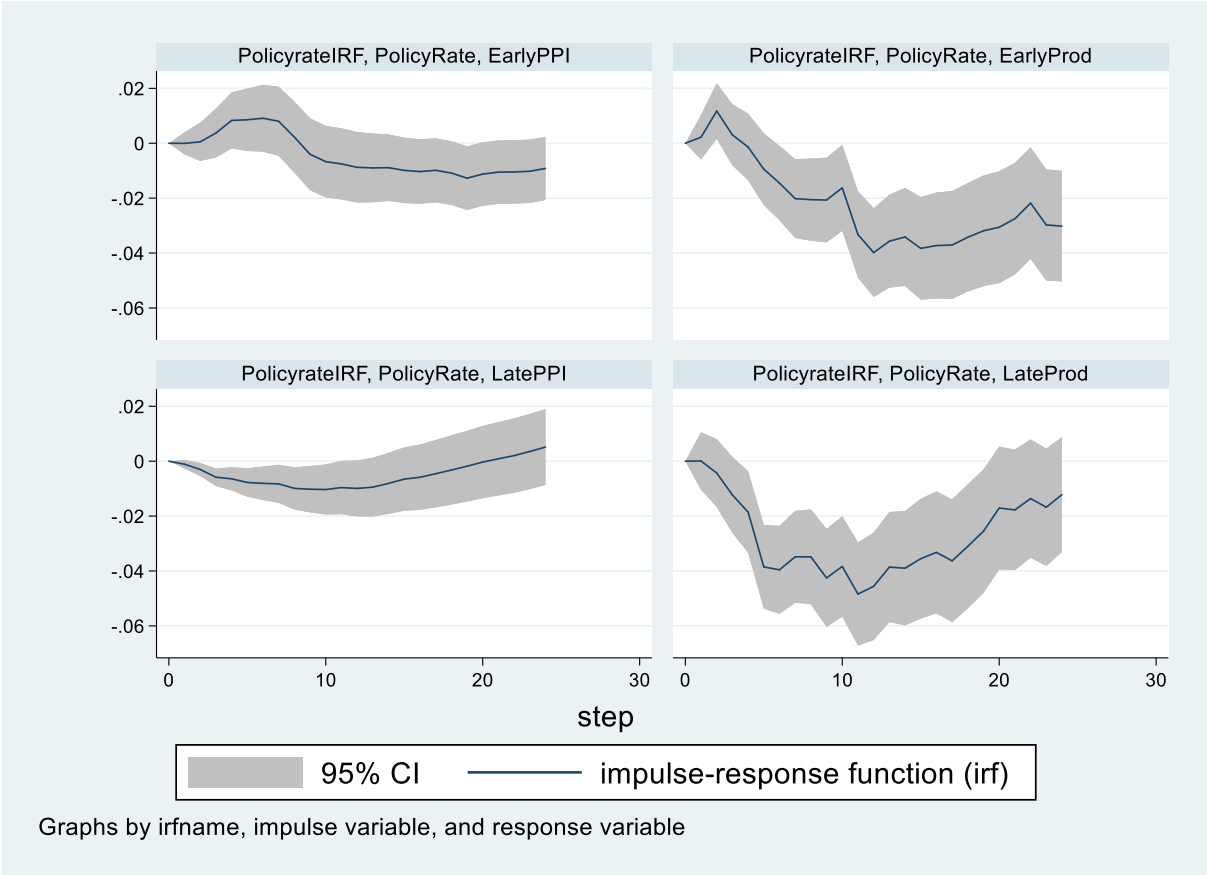 PolicyrateIRF, PolicyRate, EarlyPPI
PolicyrateIRF, PolicyRate, EarlyProd
.02
0
-.02
-.04
-.06
PolicyrateIRF, PolicyRate, LatePPI
PolicyrateIRF, PolicyRate, LateProd
.02
0
-.02
-.04
-.06
0 10 20 30
0 10 20 30
step
95% CI
impulse-response function (irf)
Graphs by irfname, impulse variable, and response variable